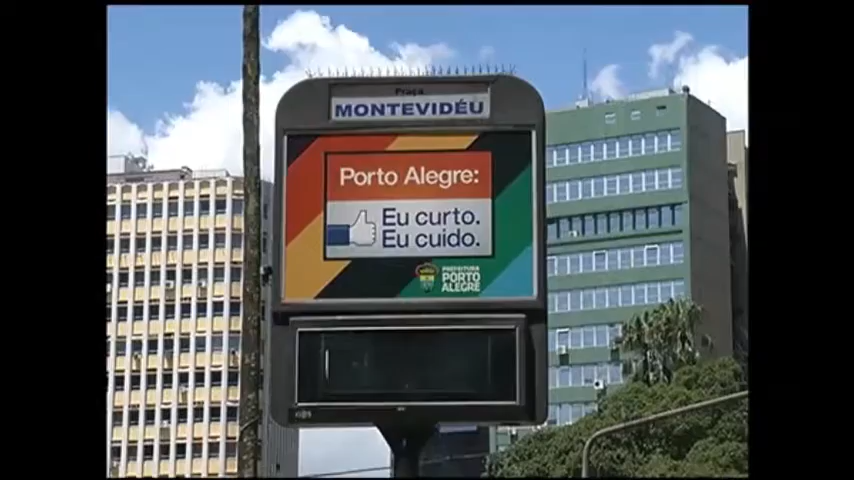 Praça
MONTEVIDÉU
Porto Alegre:
Eu curto.
Eu cuido.
PREFEITURA
PORTO
ALEGRE